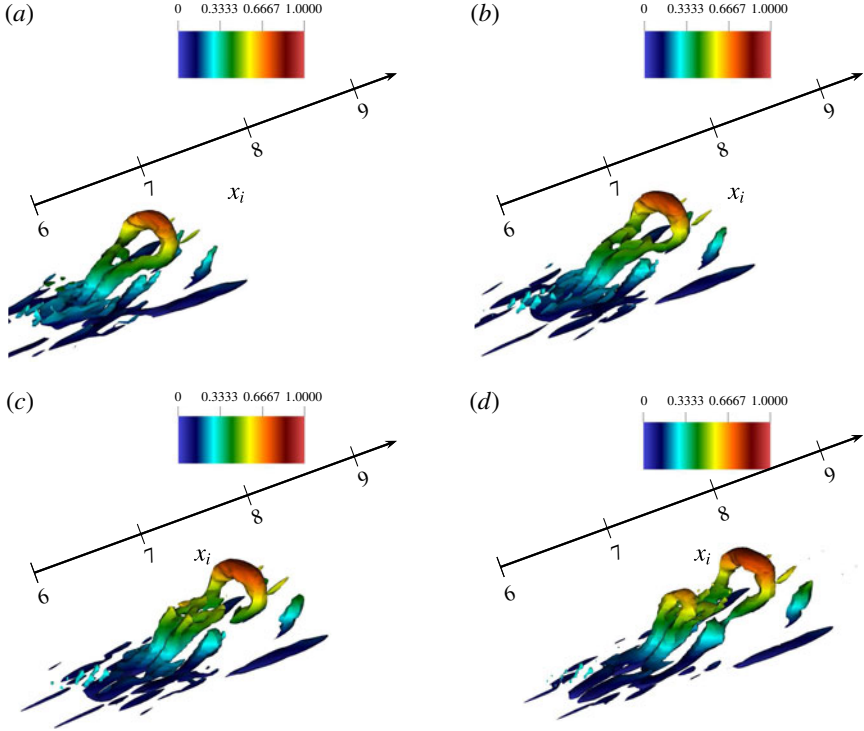 (a)
0 0.3333 0.6667 1.0000
6 7 8 9
x_i
(b)
0 0.3333 0.6667 1.0000
6 7 8 9
x_i
(c)
0 0.3333 0.6667 1.0000
6 7 8 9
x_i
(d)
0 0.3333 0.6667 1.0000
6 7 8 9
x_i